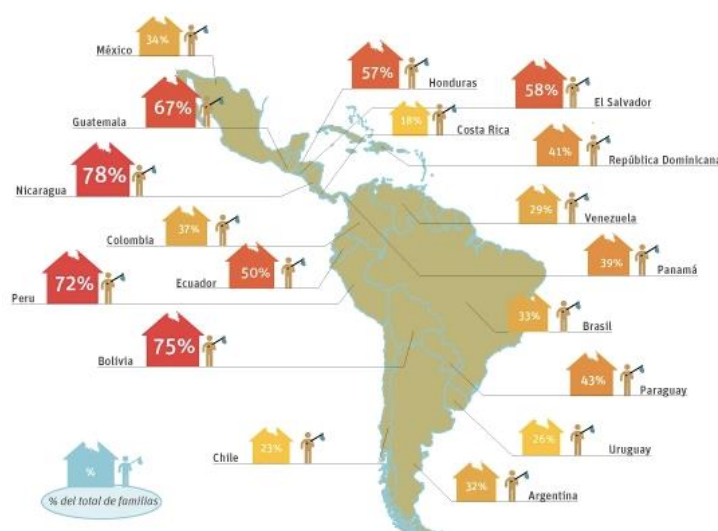 34%
México
57%
Honduras
58%
El Salvador
67%
Guatemala
18%
Costa Rica
41%
República Dominicana
78%
Nicaragua
29%
Venezuela
37%
Colombia
39%
Panamá
72%
Peru
50%
Ecuador
33%
Brasil
75%
Bolivia
43%
Paraguay
23%
Chile
26%
Uruguay
32%
Argentina
%
% del total de familias